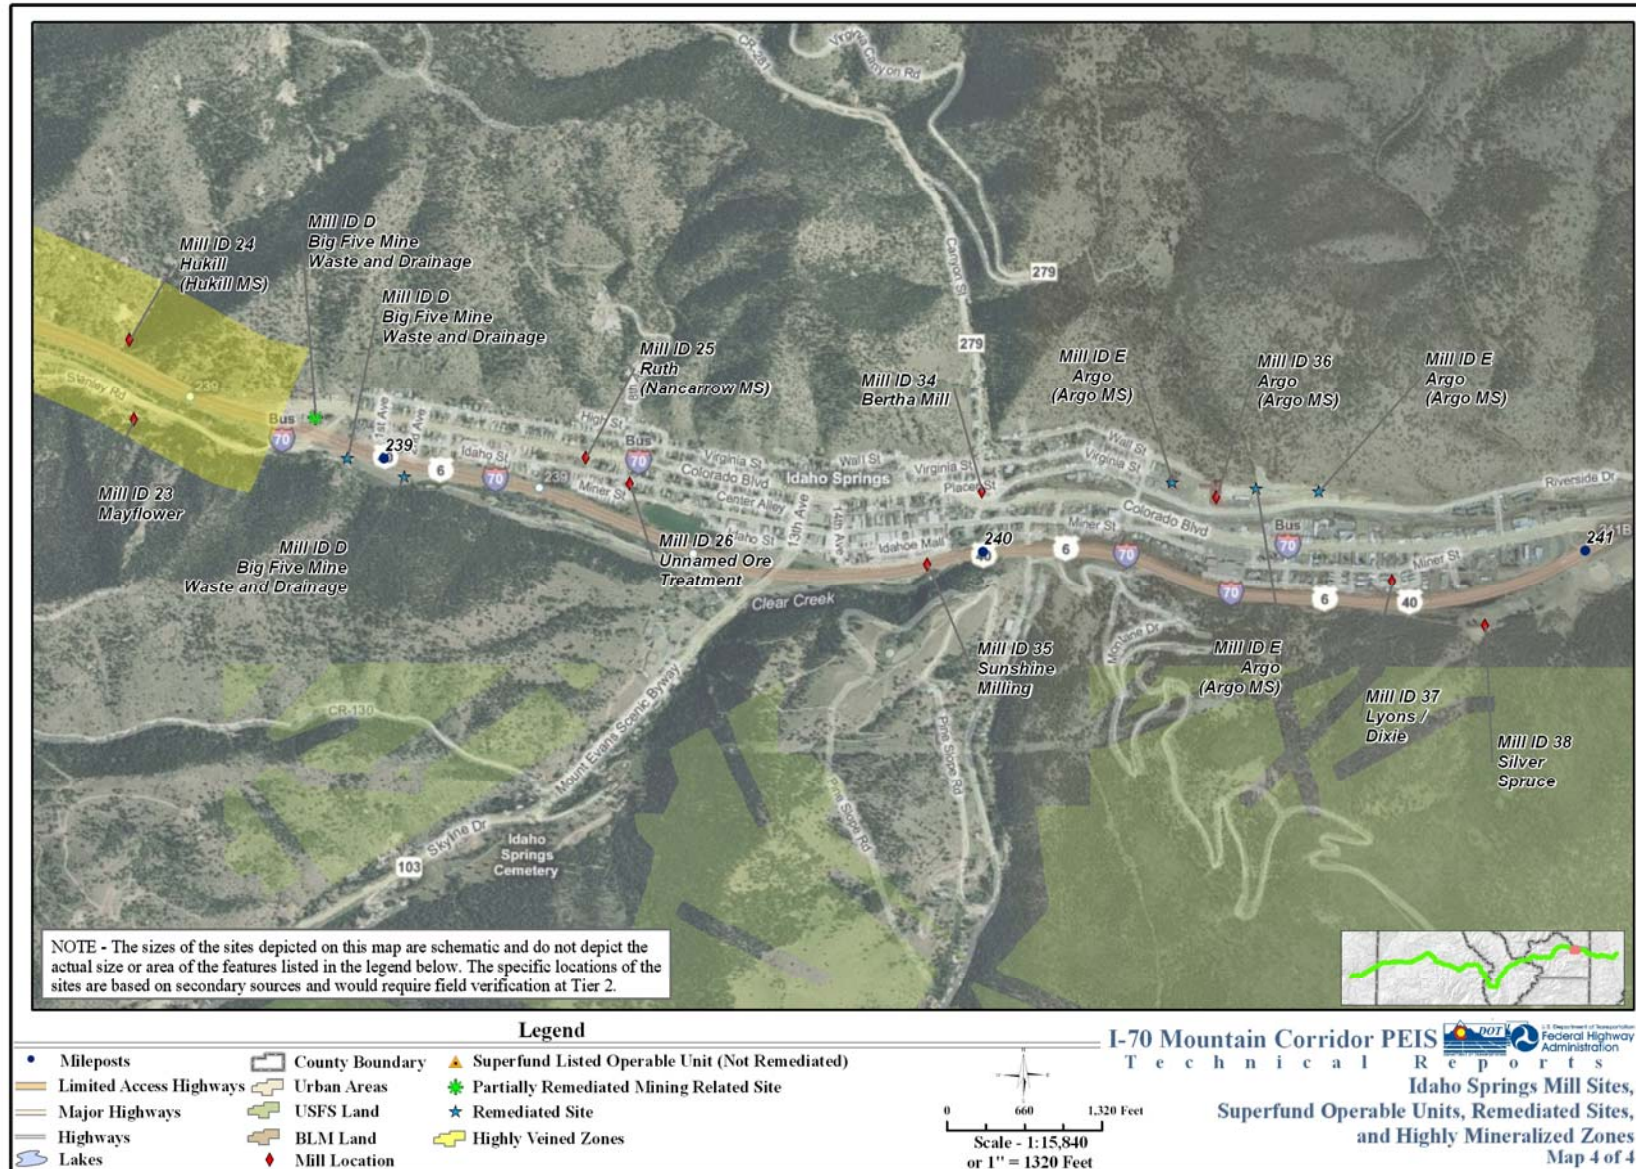 Virginia Canyon Rd
CR-281
Mill ID D
Big Five Mine
Waste and Drainage
Mill ID 24
Hukill
(Hukill MS)
Canyon St
279
Mill ID D
Big Five Mine
Waste and Drainage
279
Mill ID 25
Ruth
(Nancarrow MS)
Mill ID 34
Bertha Mill
Mill ID E
Argo
(Argo MS)
Mill ID 36
Argo
(Argo MS)
Mill ID E
Argo
(Argo MS)
Stanley Rd
239
8th
Bus
70
1st Ave
Ave
239
6
70
High St
Idaho St
Bus
70
Virginia St
Wall St
Virginia St
Wall St
Virginia St
Colorado Blvd
Idaho Springs
Placer St
Riverside Dr
239
Miner St
Center Alley
13th Ave
14th Ave
Colorado Blvd
Miner St
Bus
70
Mill ID 23
Mayflower
Idaho St
Idahoe Mall
240
40
6
70
Miner St
241
Mill ID D
Big Five Mine
Waste and Drainage
Mill ID 26
Unnamed Ore
Treatment
Clear Creek
70
6
40
Montane Dr
Mill ID 35
Sunshine
Milling
Mill ID E
Argo
(Argo MS)
Mill ID 37
Lyons /
Dixie
Mill ID 38
Silver
Spruce
CR-130
Mount Evans Scenic Byway
Pine Slope Rd
Pine Slope Rd
Skyline Dr
103
Idaho
Springs
Cemetery
NOTE - The sizes of the sites depicted on this map are schematic and do not depict the
actual size or area of the features listed in the legend below. The specific locations of the
sites are based on secondary sources and would require field verification at Tier 2.
Legend
Mileposts
Limited Access Highways
Major Highways
Highways
Lakes
County Boundary
Urban Areas
USFS Land
BLM Land
Mill Location
Superfund Listed Operable Unit (Not Remediated)
Partially Remediated Mining Related Site
Remediated Site
Highly Veined Zones
0 660 1,320 Feet
Scale - 1:15,840
or 1" = 1320 Feet
I-70 Mountain Corridor PEIS
DOT
U.S. Department of Transportation
Federal Highway
Administration
Technical Reports
Idaho Springs Mill Sites,
Superfund Operable Units, Remediated Sites,
and Highly Mineralized Zones
Map 4 of 4